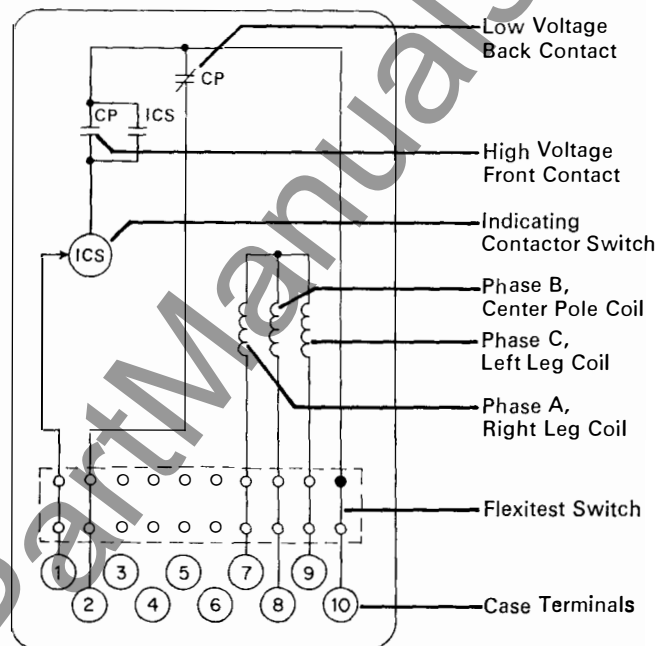 Low Voltage
Back Contact
CP
CP
ICS
High Voltage
Front Contact
Indicating
Contactor Switch
ICS
Phase B,
Center Pole Coil
Phase C,
Left Leg Coil
Phase A,
Right Leg Coil
Flexitest Switch
1
3
5
7
9
2
4
6
8
10
Case Terminals